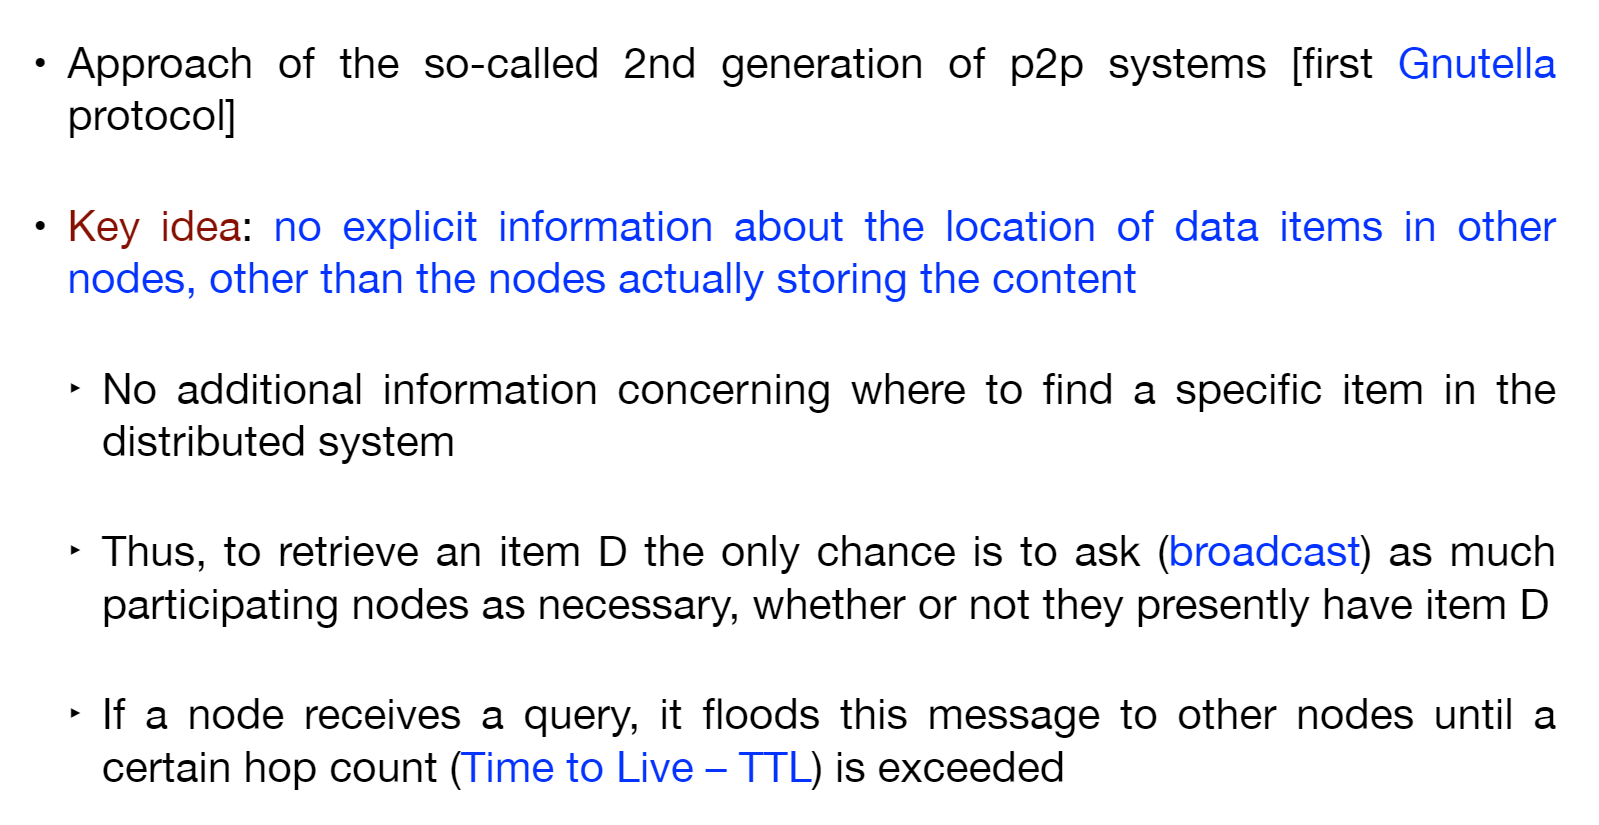 • Approach of the so-called 2nd generation of p2p systems [first Gnutella
protocol]
• Key idea: no explicit information about the location of data items in other
nodes, other than the nodes actually storing the content
‣ No additional information concerning where to find a specific item in the
distributed system
‣ Thus, to retrieve an item D the only chance is to ask (broadcast) as much
participating nodes as necessary, whether or not they presently have item D
‣ If a node receives a query, it floods this message to other nodes until a
certain hop count (Time to Live – TTL) is exceeded